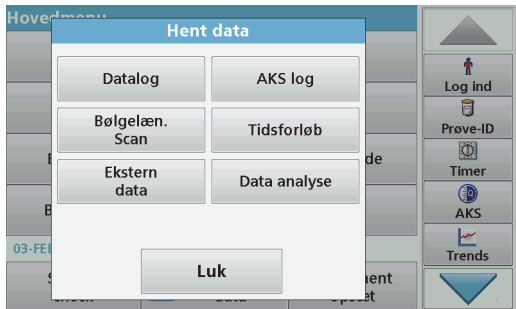 Hent data
Datalog
AKS log
Bølgelæn.
Scan
Tidsforløb
Ekstern
data
Data analyse
Luk
03-FE
Log ind
Prøve-ID
Timer
AKS
Trends